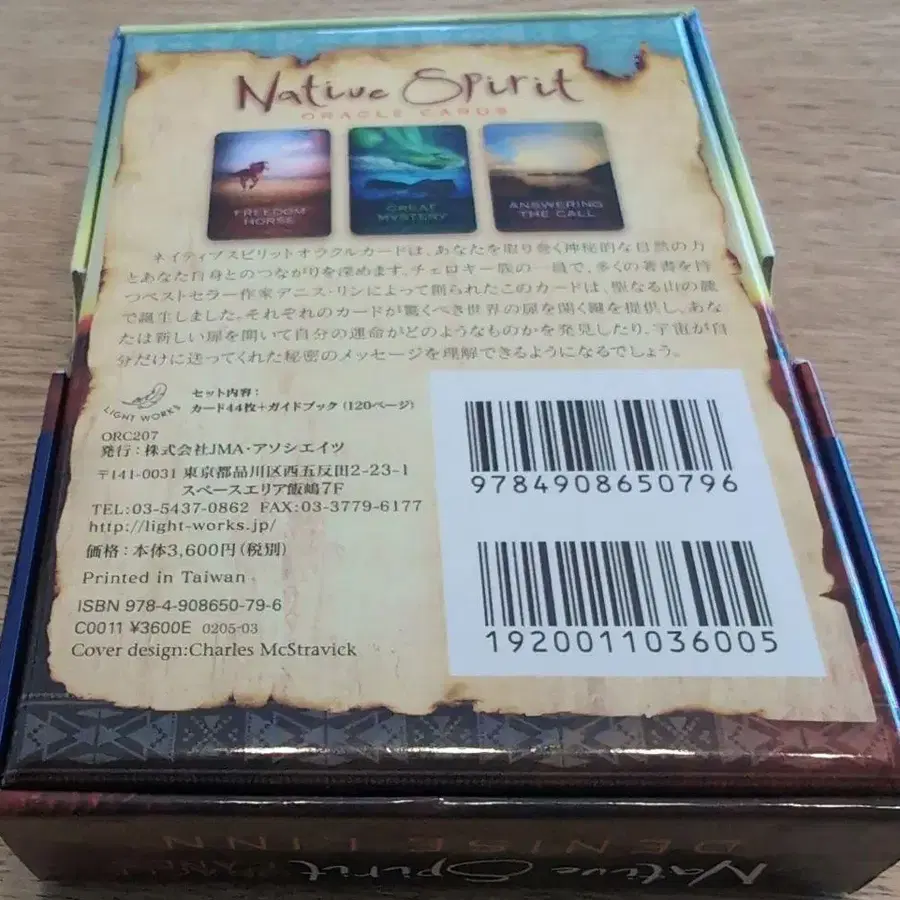 Native Spirit
ORACLE CARDS
FREEDOM
HORSE
GREAT
MYSTERY
ANSWERING
THE CALL
ネイティブスピリットオラクルカードは、あなたを取り巻く神秘的な自然の力
とあなた自身とのつながりを深めます。チェロキー族の一員で、多くの著書を持
つベストセラー作家デニス・リンによって創られたこのカードは、聖なる山の麓
で誕生しました。それぞれのカードが驚くべき世界の扉を開く鍵を提供し、あな
たは新しい扉を開いて自分の運命がどのようなものかを発見したり、宇宙が自
分だけに送ってくれた秘密のメッセージを理解できるようになるでしょう。
LIGHT WORKS
セット内容：
カード44枚+ガイドブック（120ページ）
ORC207
発行：株式会社JMA・アソシエイツ
〒141-0031 東京都品川区西五反田2-23-1
スペースエリア飯嶋7F
TEL:03-5437-0862 FAX:03-3779-6177
http://light-works.jp/
価格：本体3,600円（税別）
Printed in Taiwan
ISBN 978-4-908650-79-6
C0011 ¥3600E 0205-03
Cover design:Charles McStravick
9784908650796
1920011036005
DENISE LINN
Native Spirit